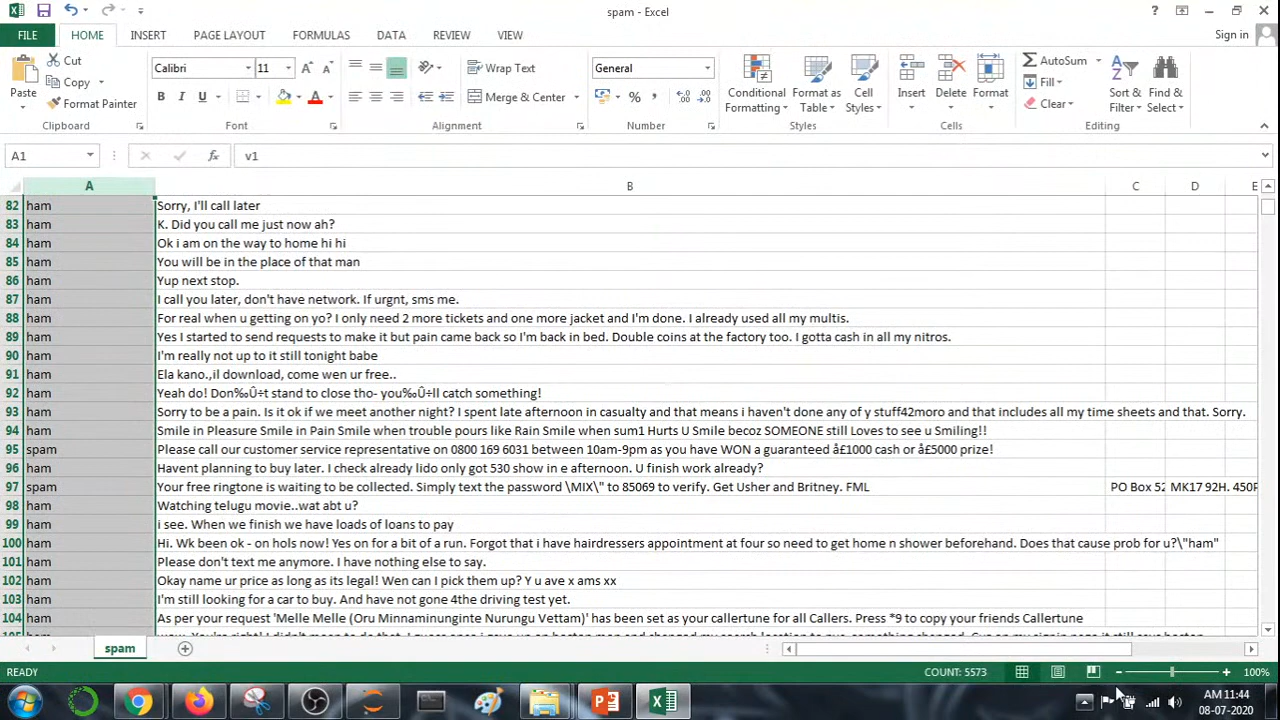 spam - Excel
Sign in
FILE HOME INSERT PAGE LAYOUT FORMULAS DATA REVIEW VIEW
Paste Cut Copy Format Painter
Calibri 11
B I U
Wrap Text Merge & Center
General
Conditional Formatting Format as Table Cell Styles
Insert Delete Format
AutoSum Fill Clear
Sort & Filter Find & Select
Clipboard Font Alignment Number Styles Cells Editing
A1 fx v1
A B C D E
82 ham Sorry, I'll call later
83 ham K. Did you call me just now ah?
84 ham Ok i am on the way to home hi hi
85 ham You will be in the place of that man
86 ham Yup next stop.
87 ham I call you later, don't have network. If urgnt, sms me.
88 ham For real when u getting on yo? I only need 2 more tickets and one more jacket and I'm done. I already used all my multis.
89 ham Yes I started to send requests to make it but pain came back so I'm back in bed. Double coins at the factory too. I gotta cash in all my nitros.
90 ham I'm really not up to it still tonight babe
91 ham Ela kano.,il download, come wen ur free..
92 ham Yeah do! Don‰Û÷t stand to close tho- you‰Û÷ll catch something!
93 ham Sorry to be a pain. Is it ok if we meet another night? I spent late afternoon in casualty and that means i haven't done any of y stuff42moro and that includes all my time sheets and that. Sorry.
94 ham Smile in Pleasure Smile in Pain Smile when trouble pours like Rain Smile when sum1 Hurts U Smile becoz SOMEONE still Loves to see u Smiling!!
95 spam Please call our customer service representative on 0800 169 6031 between 10am-9pm as you have WON a guaranteed å£1000 cash or å£5000 prize!
96 ham Havent planning to buy later. I check already lido only got 530 show in e afternoon. U finish work already?
97 spam Your free ringtone is waiting to be collected. Simply text the password \MIX\" to 85069 to verify. Get Usher and Britney. FML PO Box 52 MK17 92H. 450P
98 ham Watching telugu movie..wat abt u?
99 ham i see. When we finish we have loads of loans to pay
100 ham Hi. Wk been ok - on hols now! Yes on for a bit of a run. Forgot that i have hairdressers appointment at four so need to get home n shower beforehand. Does that cause prob for u?\"ham"
101 ham Please don't text me anymore. I have nothing else to say.
102 ham Okay name ur price as long as its legal! Wen can I pick them up? Y u ave x ams xx
103 ham I'm still looking for a car to buy. And have not gone 4the driving test yet.
104 ham As per your request 'Melle Melle (Oru Minnaminunginte Nurungu Vettam)' has been set as your callertune for all Callers. Press *9 to copy your friends Callertune
spam
READY COUNT: 5573 100%
AM 11:44
08-07-2020